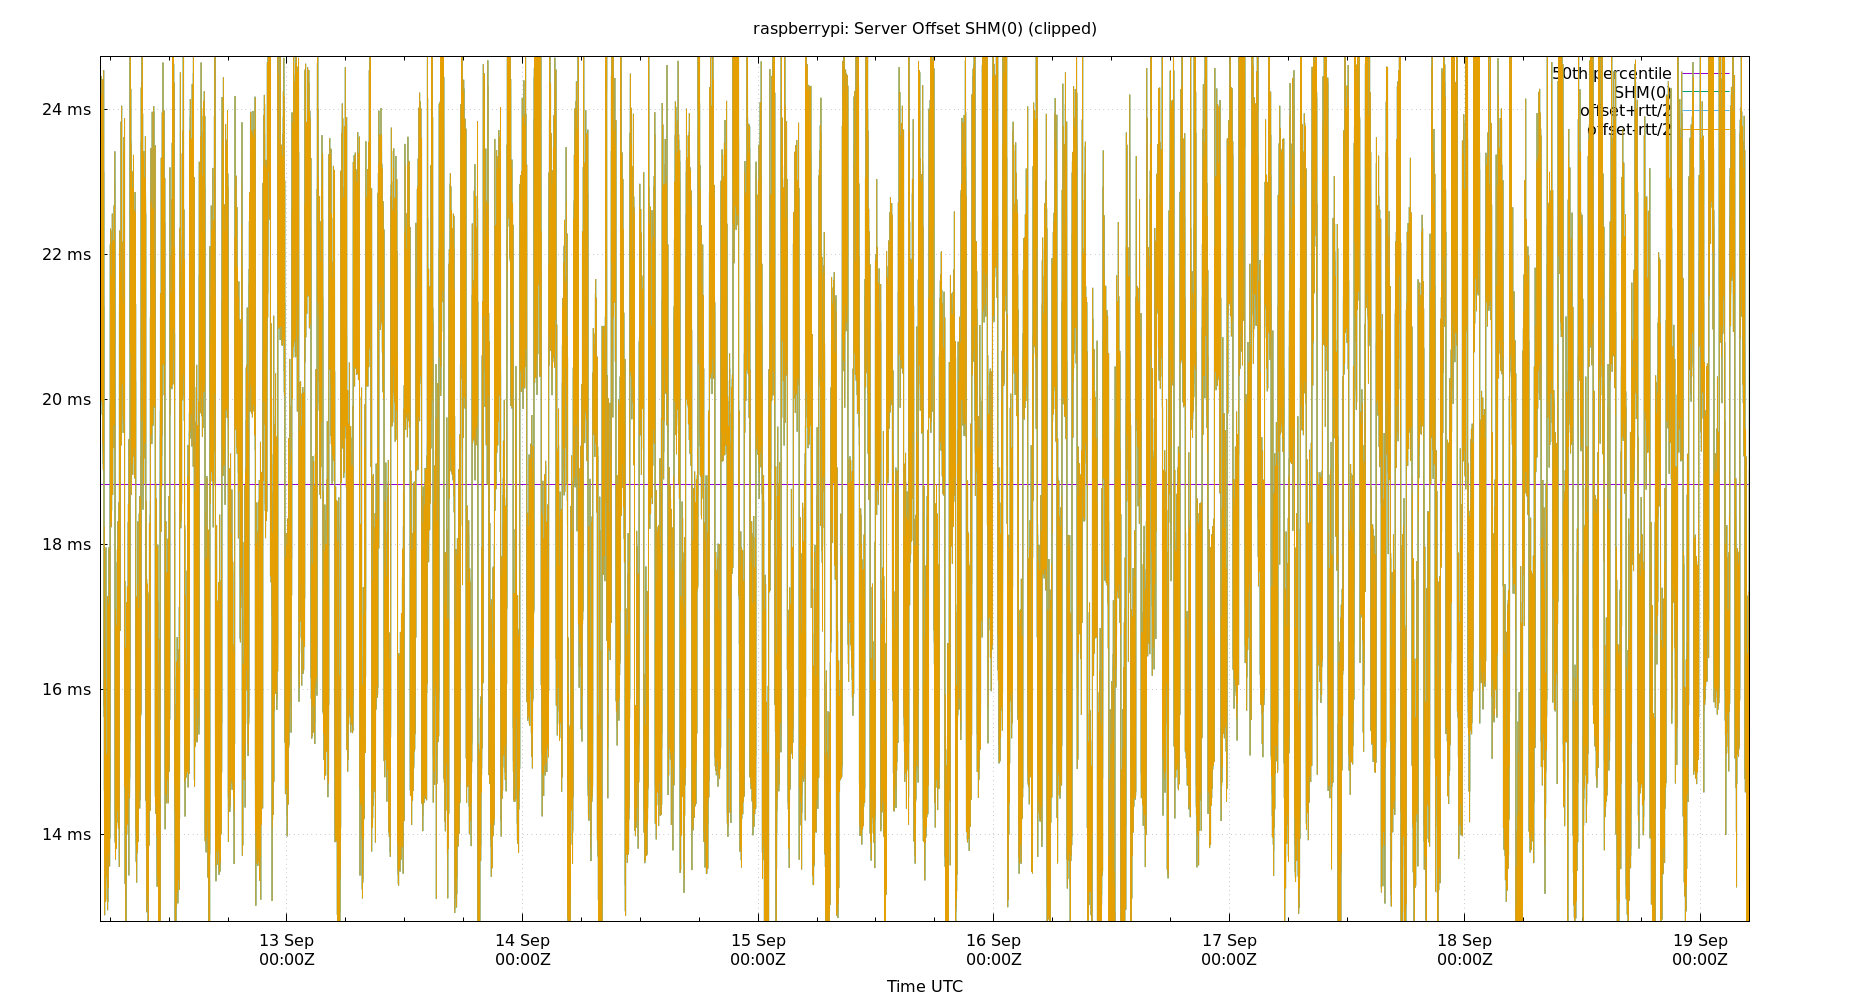 raspberrypi: Server Offset SHM(0) (clipped)
50th percentile
SHM(0)
offset+rtt/2
offset-rtt/2
24 ms
22 ms
20 ms
18 ms
16 ms
14 ms
13 Sep 14 Sep 15 Sep 16 Sep 17 Sep 18 Sep 19 Sep
00:00Z 00:00Z 00:00Z 00:00Z 00:00Z 00:00Z 00:00Z
Time UTC